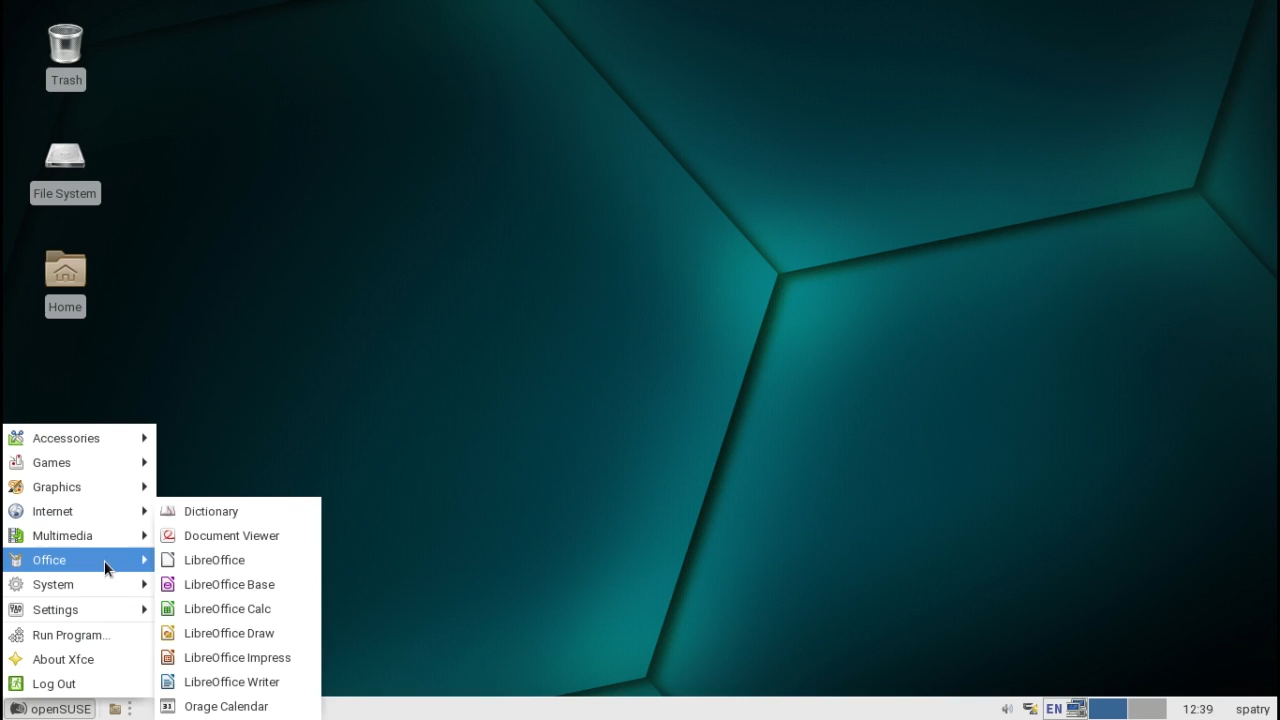 Trash
File System
Home
Accessories
Games
Graphics
Internet
Multimedia
Office
System
Settings
Run Program...
About Xfce
Log Out
Dictionary
Document Viewer
LibreOffice
LibreOffice Base
LibreOffice Calc
LibreOffice Draw
LibreOffice Impress
LibreOffice Writer
31 Orage Calendar
openSUSE
EN
12:39
spatry